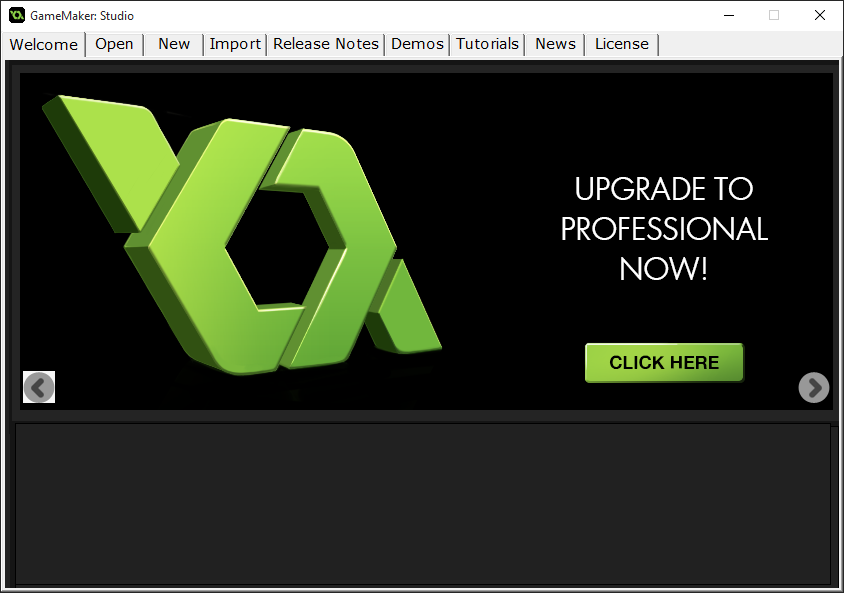 GameMaker: Studio
Welcome Open New Import Release Notes Demos Tutorials News License
UPGRADE TO
PROFESSIONAL
NOW!
CLICK HERE